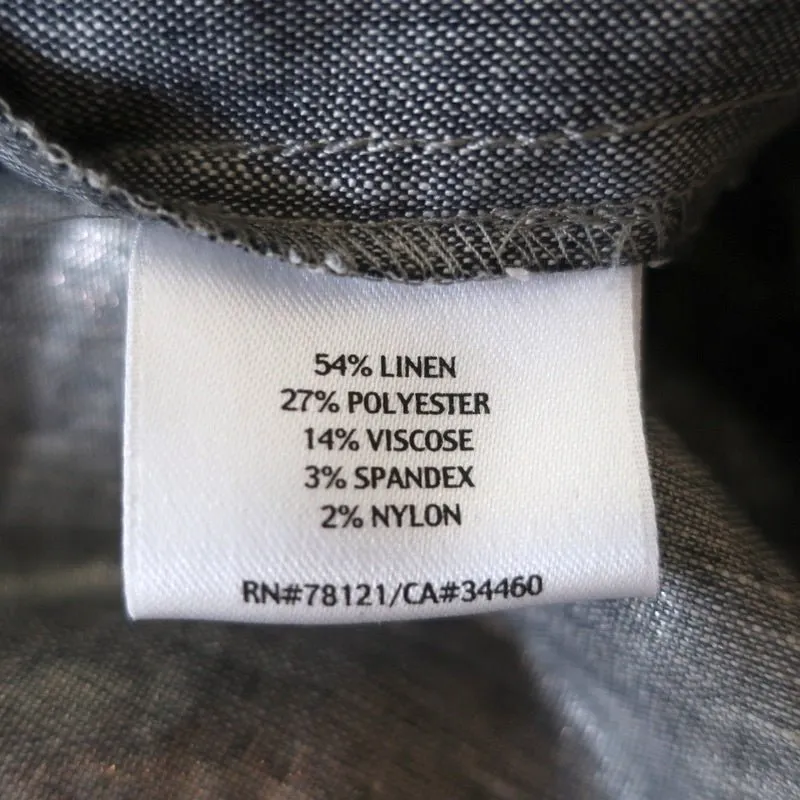 54% LINEN
27% POLYESTER
14% VISCOSE
3% SPANDEX
2% NYLON
RN#78121/CA#34460